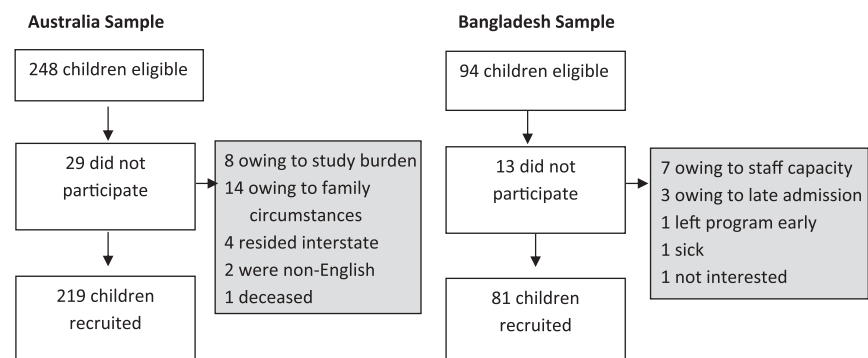 Australia Sample
248 children eligible
29 did not
participate
8 owing to study burden
14 owing to family
circumstances
4 resided interstate
2 were non-English
1 deceased
219 children
recruited
Bangladesh Sample
94 children eligible
13 did not
participate
7 owing to staff capacity
3 owing to late admission
1 left program early
1 sick
1 not interested
81 children
recruited